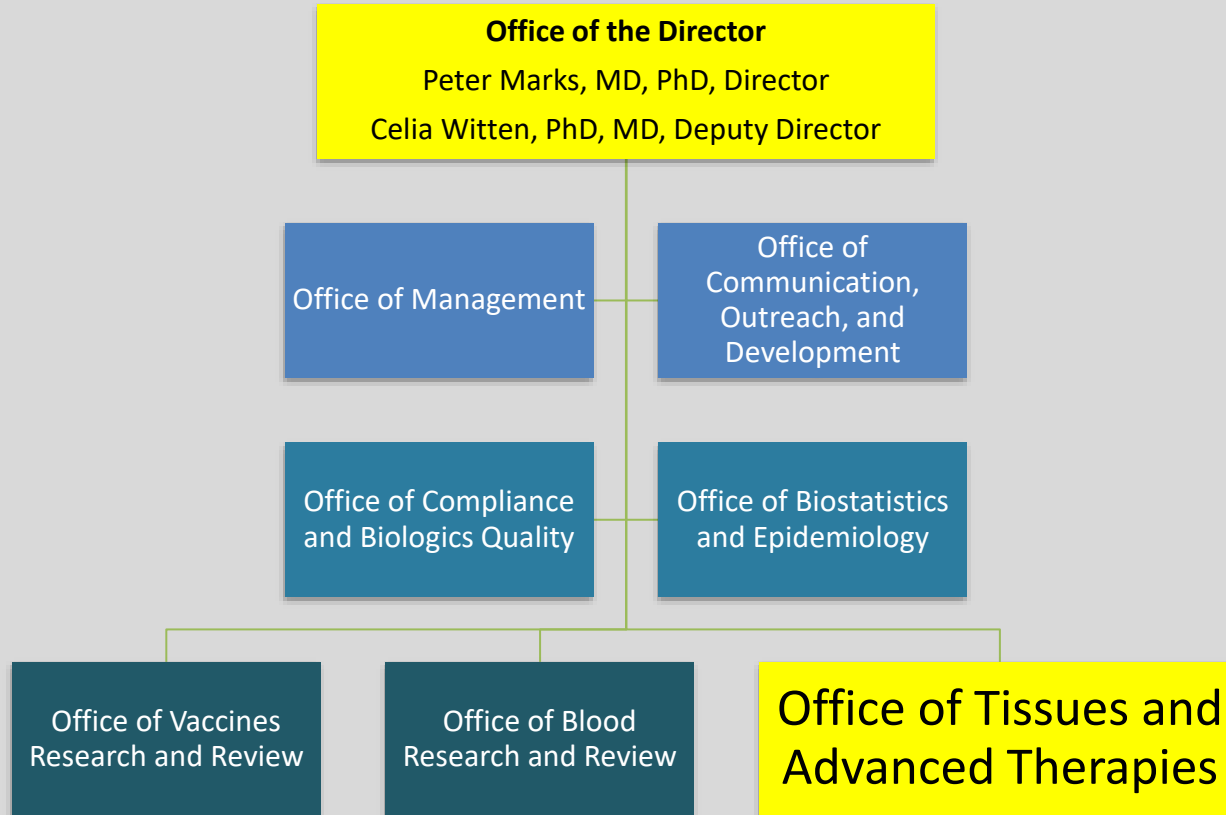 Office of the Director
Peter Marks, MD, PhD, Director
Celia Witten, PhD, MD, Deputy Director
Office of Management
Office of
Communication,
Outreach, and
Development
Office of Compliance
and Biologics Quality
Office of Biostatistics
and Epidemiology
Office of Vaccines
Research and Review
Office of Blood
Research and Review
Office of Tissues and
Advanced Therapies